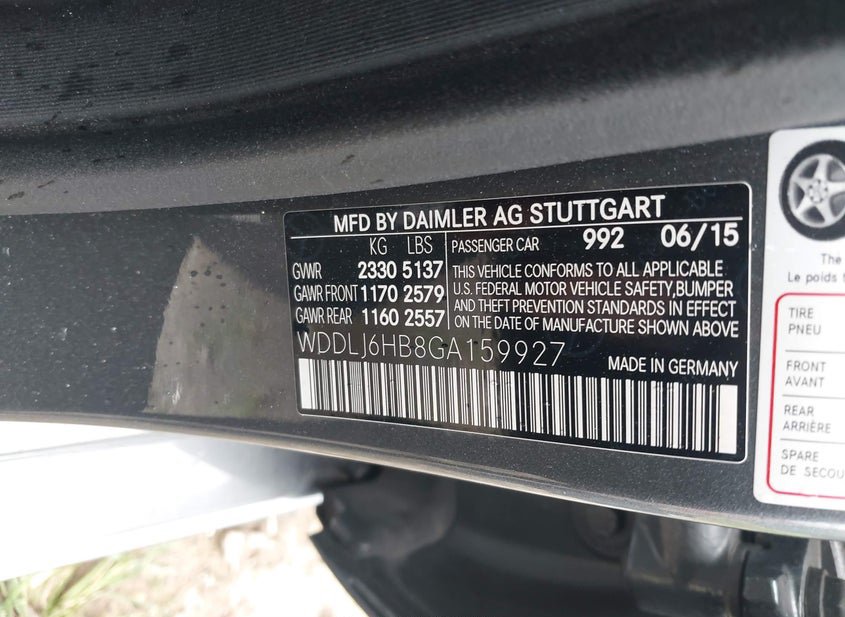 MFD BY DAIMLER AG STUTTGART
KG LBS
GVWR 2330 5137
GAWR FRONT 1170 2579
GAWR REAR 1160 2557
PASSENGER CAR 992 06/15
THIS VEHICLE CONFORMS TO ALL APPLICABLE
U.S. FEDERAL MOTOR VEHICLE SAFETY,BUMPER
AND THEFT PREVENTION STANDARDS IN EFFECT
ON THE DATE OF MANUFACTURE SHOWN ABOVE
WDDLJ6HB8GA159927
MADE IN GERMANY
The
Le poids
TIRE
PNEU
FRONT
AVANT
REAR
ARRIÈRE
SPARE
DE SECOU